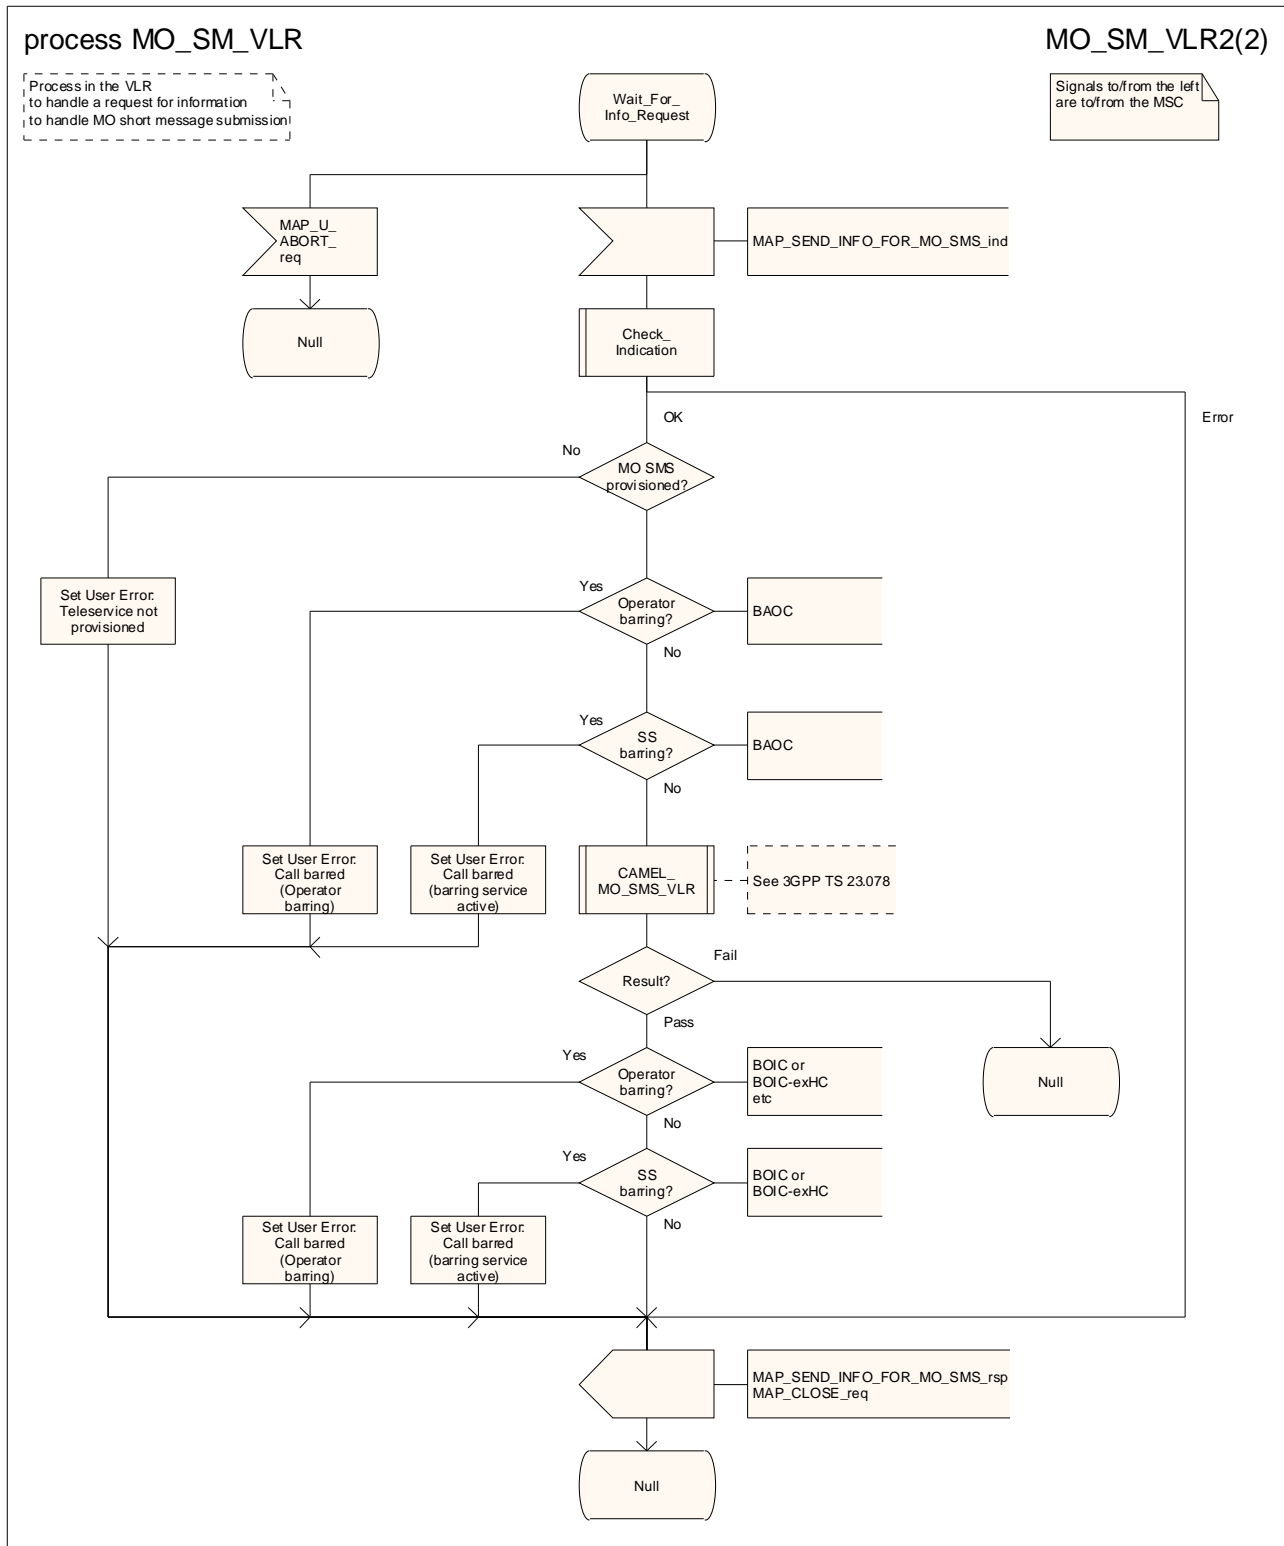 process MO_SM_VLR
MO_SM_VLR2(2)
Process in the VLR
to handle a request for information
to handle MO short message submission
Wait_For_
Info_Request
Signals to/from the left
are to/from the MSC
MAP_U_
ABORT_
req
MAP_SEND_INFO_FOR_MO_SMS_ind
Null
Check_
Indication
OK
Error
No
MO SMS
provisioned?
Set User Error:
Teleservice not
provisioned
Yes
Operator
barring?
BAOC
No
Yes
SS
barring?
BAOC
No
Set User Error:
Call barred
(Operator
barring)
Set User Error:
Call barred
(barring service
active)
CAMEL_
MO_SMS_VLR
See 3GPP TS 23.078
Result?
Fail
Pass
Null
Yes
Operator
barring?
BOIC or
BOIC-exHC
etc
No
Yes
SS
barring?
BOIC or
BOIC-exHC
No
Set User Error:
Call barred
(Operator
barring)
Set User Error:
Call barred
(barring service
active)
MAP_SEND_INFO_FOR_MO_SMS_rsp
MAP_CLOSE_req
Null